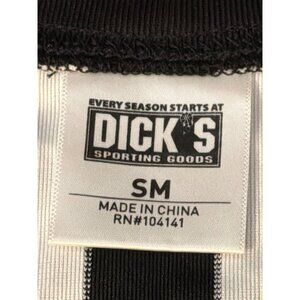 EVERY SEASON STARTS AT
DICK'S
SPORTING GOODS
SM
MADE IN CHINA
RN#104141